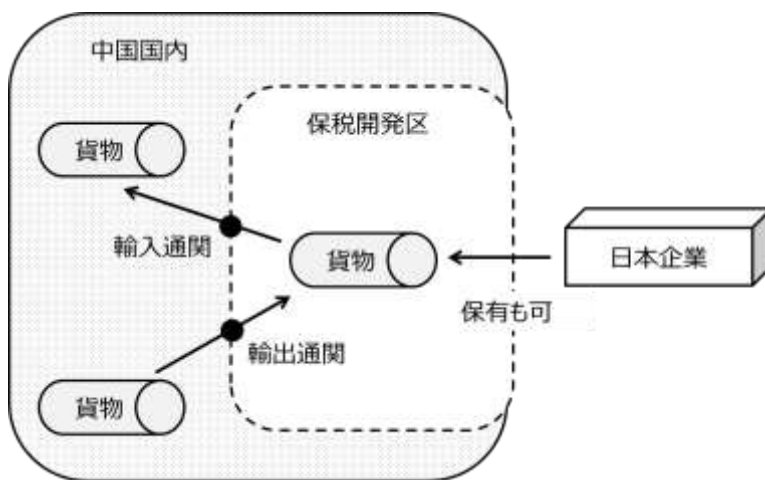 中国国内
保税開発区
貨物
輸入通関
貨物
日本企業
保有も可
輸出通関
貨物